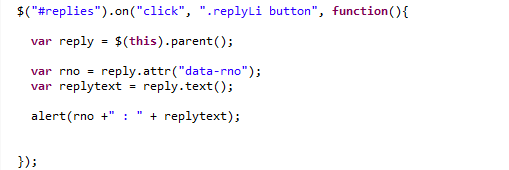 $("#replies").on("click", ".replyLi button", function(){
var reply = $(this).parent();
var rno = reply.attr("data-rno");
var replytext = reply.text();
alert(rno +" : " + replytext);
});